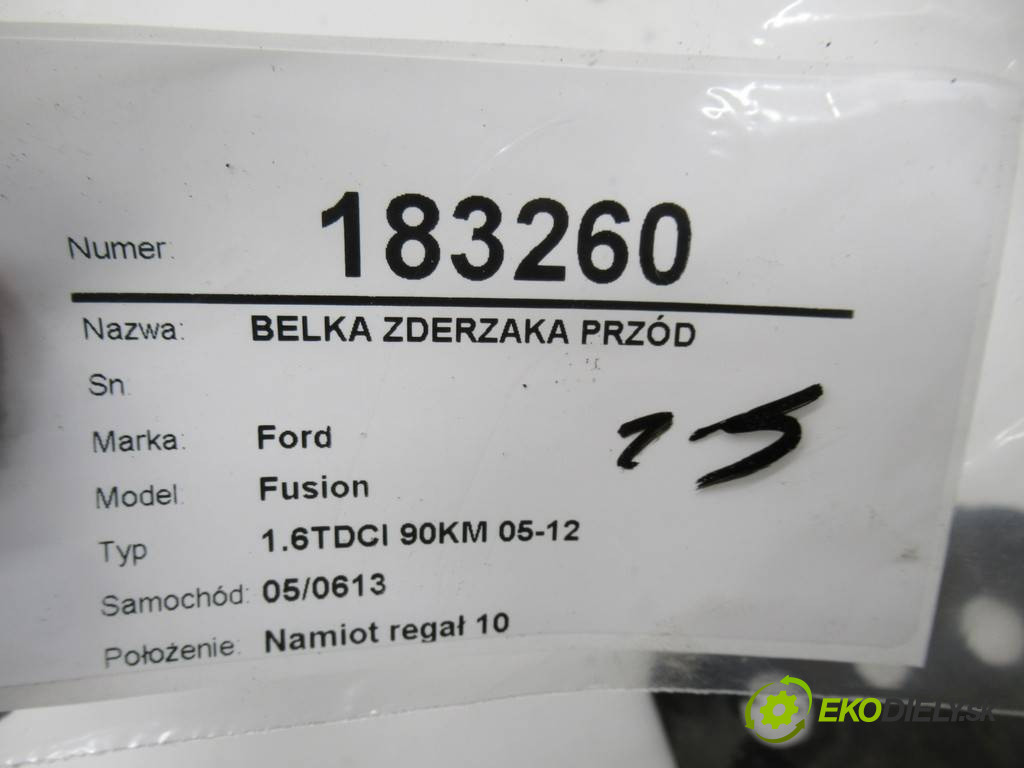 Numer: 183260
Nazwa: BELKA ZDERZAKA PRZÓD
Sn:
Marka: Ford
Model: Fusion
25
Typ 1.6TDCI 90KM 05-12
Samochód: 05/0613
Położenie: Namiot regał 10
EKODIELY.SK